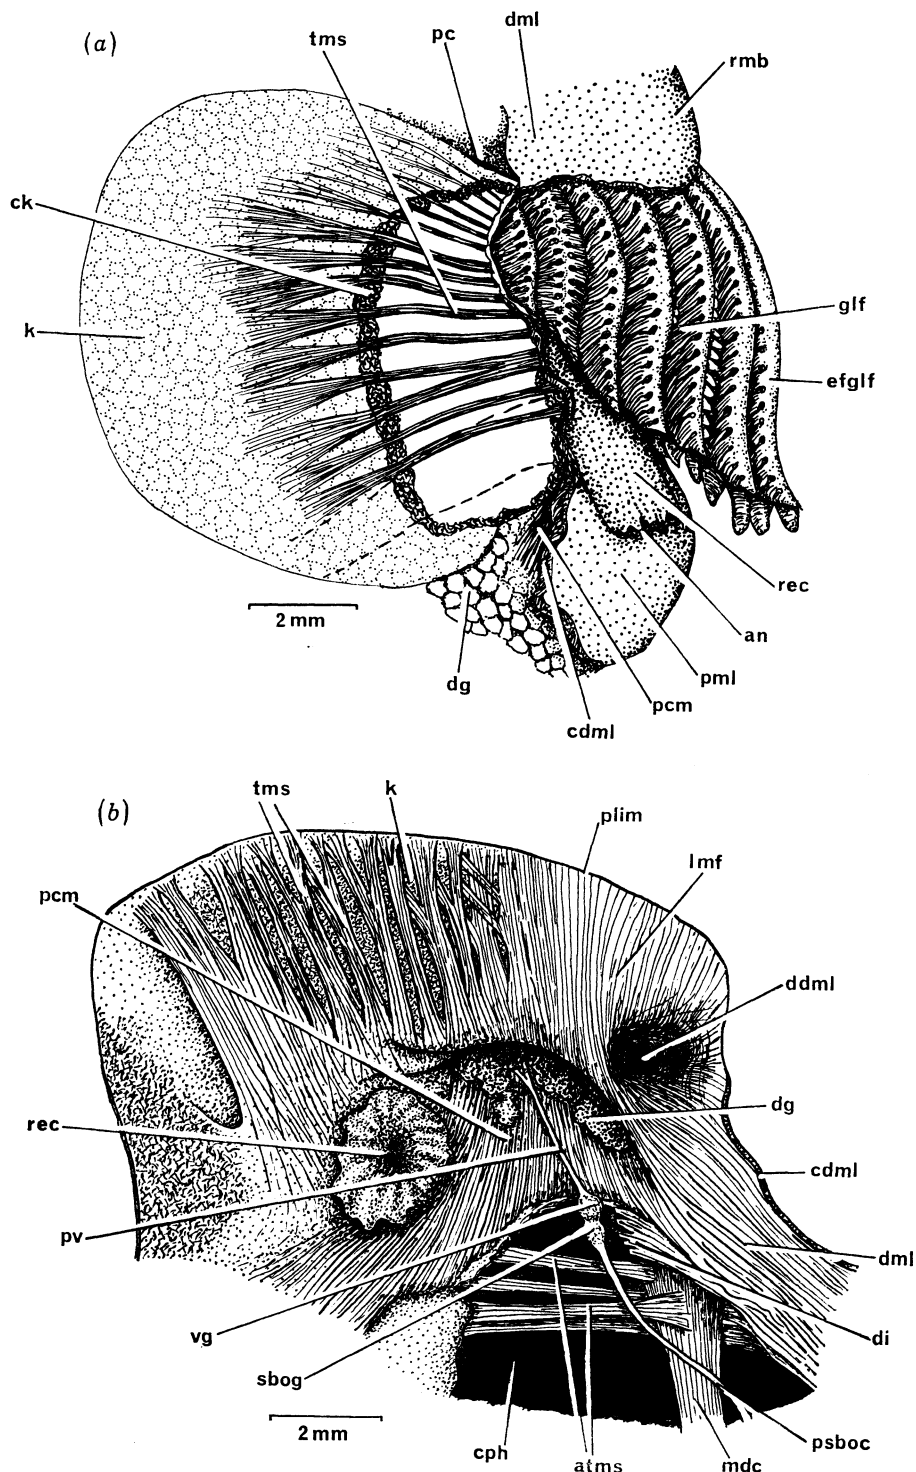 (a)
tms
pc
dml
rmb
ck
k
glf
efglf
rec
an
pml
pcm
cdml
dg
2 mm
(b)
tms
k
plim
lmf
pcm
ddml
dg
rec
cdml
pv
dml
vg
di
sbog
psboc
2 mm
cph
atms
mdc